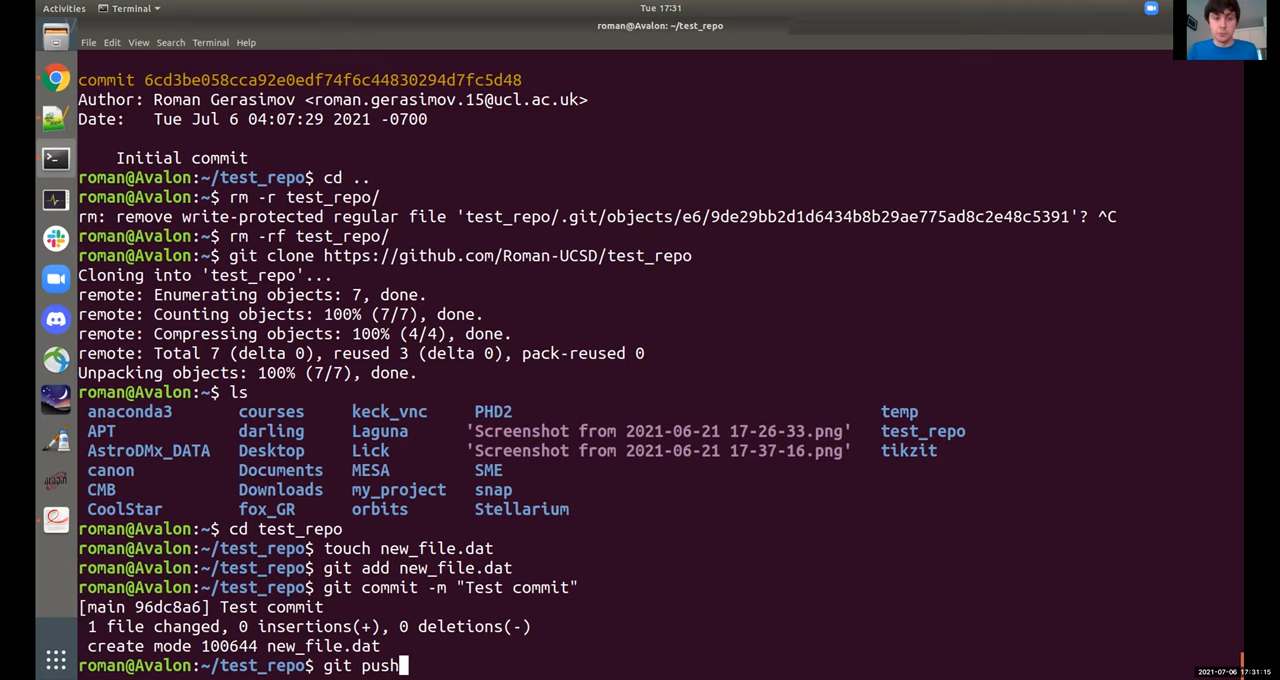 Activities Terminal Tue 17:31
roman@Avalon: ~/test_repo
File Edit View Search Terminal Help
commit 6cd3be058cca92e0edf74f6c44830294d7fc5d48
Author: Roman Gerasimov <roman.gerasimov.15@ucl.ac.uk>
Date:   Tue Jul 6 04:07:29 2021 -0700
Initial commit
roman@Avalon:~/test_repo$ cd ..
roman@Avalon:~$ rm -r test_repo/
rm: remove write-protected regular file 'test_repo/.git/objects/e6/9de29bb2d1d6434b8b29ae775ad8c2e48c5391'? ^C
roman@Avalon:~$ rm -rf test_repo/
roman@Avalon:~$ git clone https://github.com/Roman-UCSD/test_repo
Cloning into 'test_repo'...
remote: Enumerating objects: 7, done.
remote: Counting objects: 100% (7/7), done.
remote: Compressing objects: 100% (4/4), done.
remote: Total 7 (delta 0), reused 3 (delta 0), pack-reused 0
Unpacking objects: 100% (7/7), done.
roman@Avalon:~$ ls
anaconda3 courses keck_vnc PHD2 temp
APT darling Laguna 'Screenshot from 2021-06-21 17-26-33.png' test_repo
AstroDMx_DATA Desktop Lick 'Screenshot from 2021-06-21 17-37-16.png' tikzit
canon Documents MESA SME
CMB Downloads my_project snap
CoolStar fox_GR orbits Stellarium
roman@Avalon:~$ cd test_repo
roman@Avalon:~/test_repo$ touch new_file.dat
roman@Avalon:~/test_repo$ git add new_file.dat
roman@Avalon:~/test_repo$ git commit -m "Test commit"
[main 96dc8a6] Test commit
1 file changed, 0 insertions(+), 0 deletions(-)
create mode 100644 new_file.dat
roman@Avalon:~/test_repo$ git push
2021-07-06 17:31:15